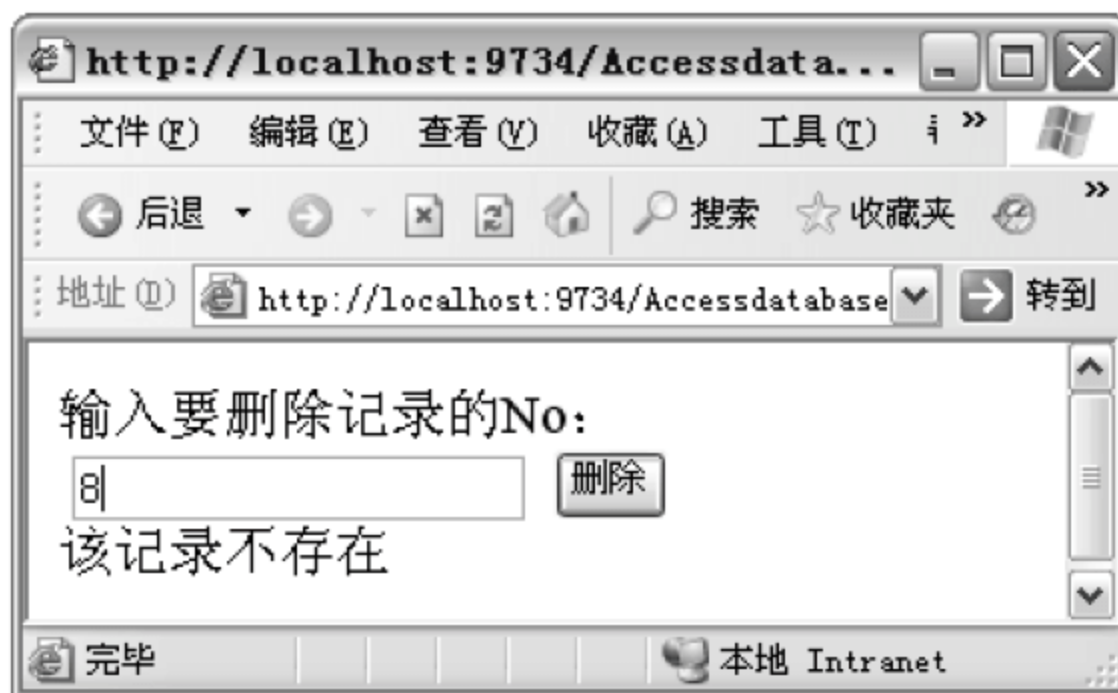 http://localhost:9734/Accessdata...
文件(F) 编辑(E) 查看(V) 收藏(A) 工具(T) »
后退 搜索 收藏夹 »
地址(D) http://localhost:9734/Accessdatabase 转到
输入要删除记录的No：
8 删除
该记录不存在
完毕 本地 Intranet